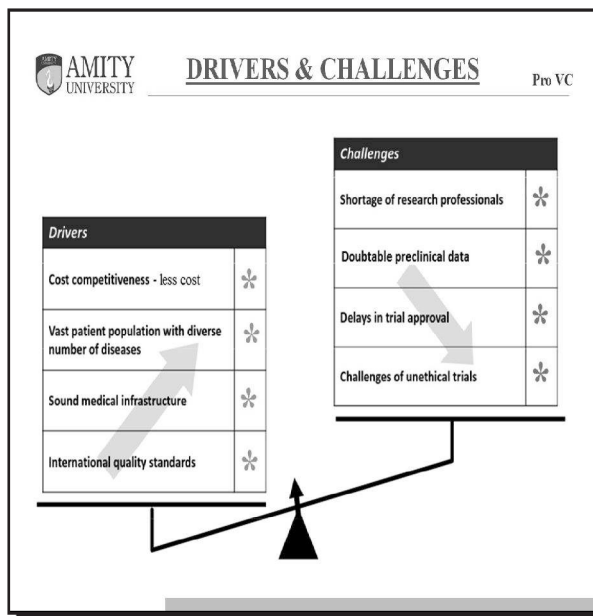 AMITY
UNIVERSITY
DRIVERS & CHALLENGES
Pro VC
Drivers
Cost competitiveness - less cost
Vast patient population with diverse
number of diseases
Sound medical infrastructure
International quality standards
Challenges
Shortage of research professionals
Doubtable preclinical data
Delays in trial approval
Challenges of unethical trials